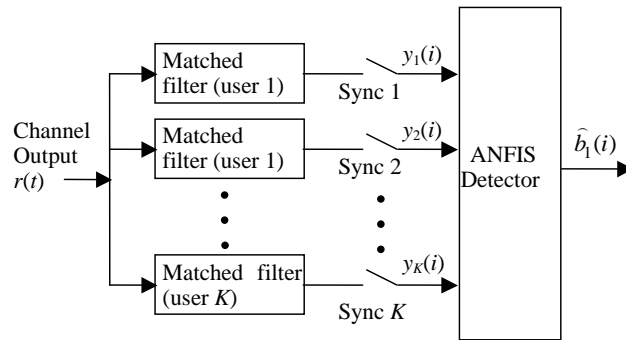 Matched
filter (user 1)
Sync 1
y₁(i)
Channel
Output
r(t)
Matched
filter (user 1)
Sync 2
y₂(i)
ANFIS
Detector
b̂₁(i)
Matched filter
(user K)
Sync K
y_K(i)